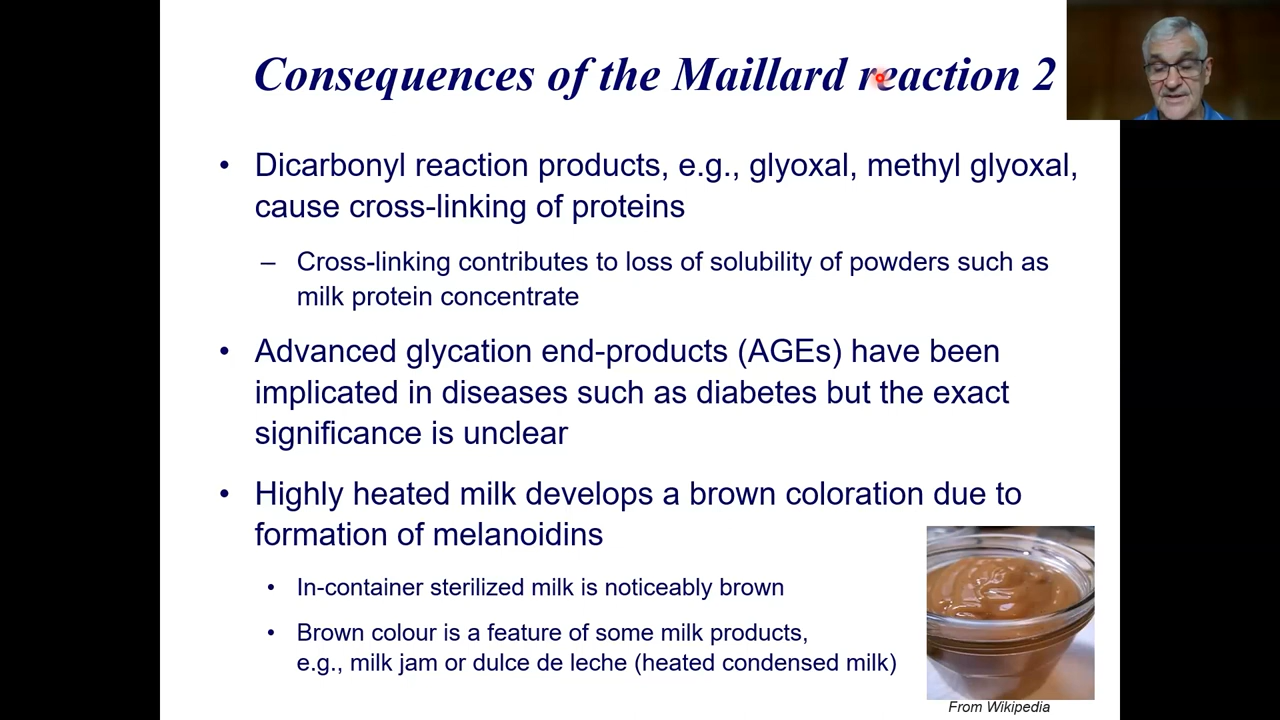 Consequences of the Maillard reaction 2
• Dicarbonyl reaction products, e.g., glyoxal, methyl glyoxal,
cause cross-linking of proteins
– Cross-linking contributes to loss of solubility of powders such as
milk protein concentrate
• Advanced glycation end-products (AGEs) have been
implicated in diseases such as diabetes but the exact
significance is unclear
• Highly heated milk develops a brown coloration due to
formation of melanoidins
• In-container sterilized milk is noticeably brown
• Brown colour is a feature of some milk products,
e.g., milk jam or dulce de leche (heated condensed milk)
From Wikipedia